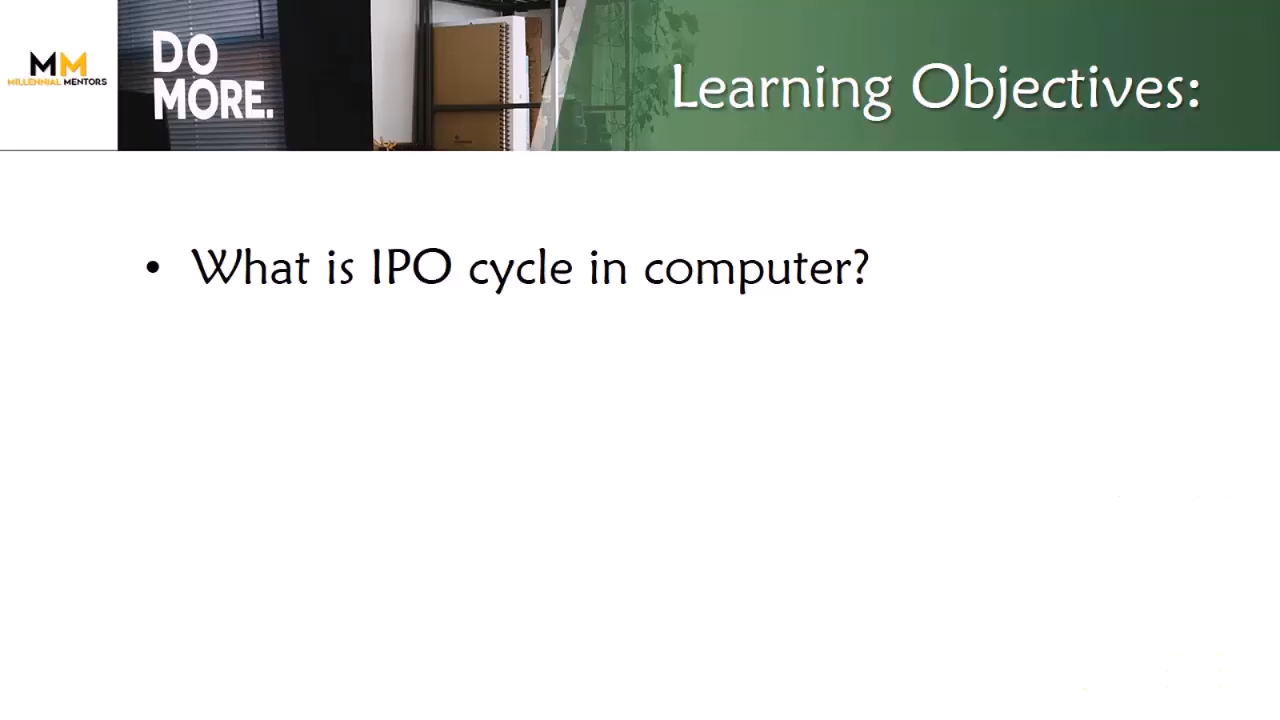 MM
MILLENNIAL MENTORS
DO
MORE.
Learning Objectives:
• What is IPO cycle in computer?